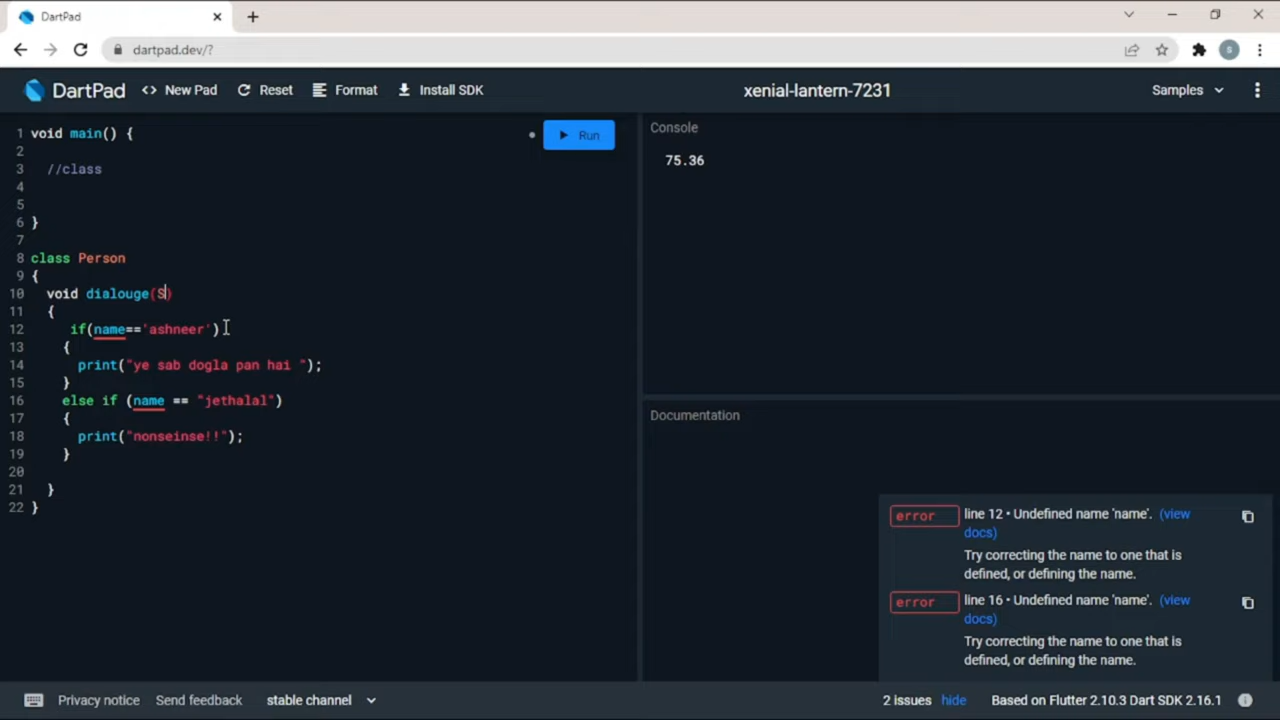 DartPad
dartpad.dev/?
S
DartPad
<> New Pad
Reset
Format
Install SDK
xenial-lantern-7231
Samples
1 void main() {
2
3 //class
4
5
6 }
7
8 class Person
9 {
10 void dialouge(S)
11 {
12 if(name=='ashneer')
13 {
14 print("ye sab dogla pan hai ");
15 }
16 else if (name == "jethalal")
17 {
18 print("nonseinse!!");
19 }
20
21 }
22 }
Run
Console
75.36
Documentation
error line 12 • Undefined name 'name'. (view
docs)
Try correcting the name to one that is
defined, or defining the name.
error line 16 • Undefined name 'name'. (view
docs)
Try correcting the name to one that is
defined, or defining the name.
Privacy notice
Send feedback
stable channel
2 issues hide
Based on Flutter 2.10.3 Dart SDK 2.16.1